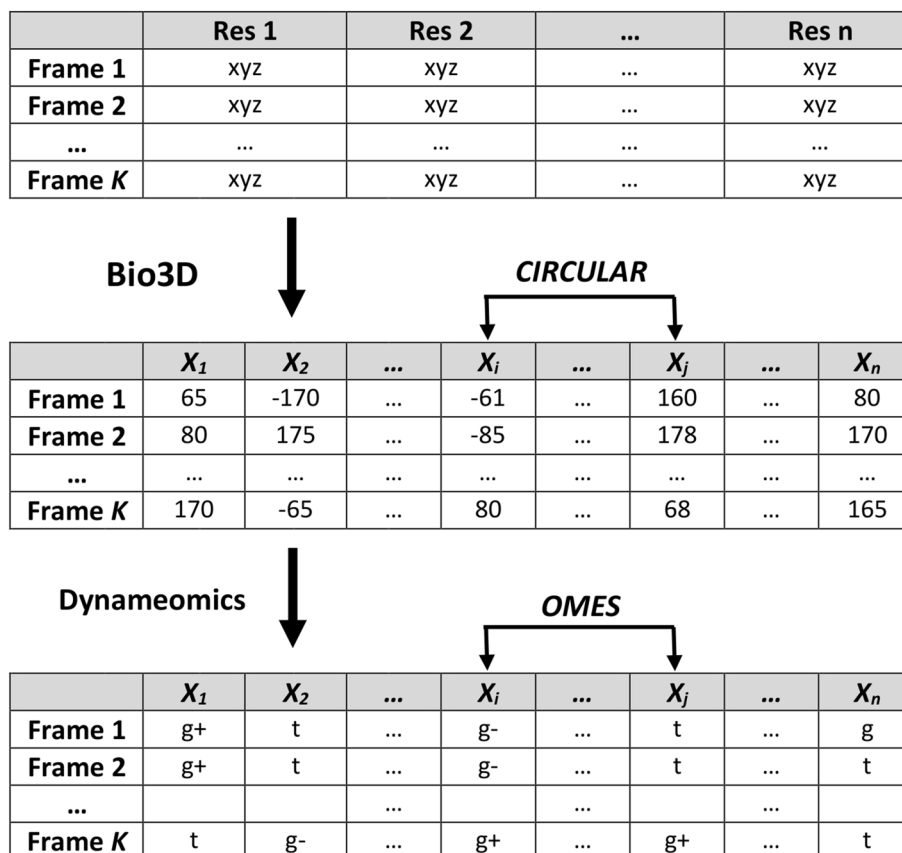 Res 1 Res 2 ... Res n
Frame 1 xyz xyz ... xyz
Frame 2 xyz xyz ... xyz
... ... ... ... ...
Frame K xyz xyz ... xyz
Bio3D
CIRCULAR
X1 X2 ... Xi ... Xj ... Xn
Frame 1 65 -170 ... -61 ... 160 ... 80
Frame 2 80 175 ... -85 ... 178 ... 170
... ... ... ... ... ... ... ... ...
Frame K 170 -65 ... 80 ... 68 ... 165
Dynameomics
OMES
X1 X2 ... Xi ... Xj ... Xn
Frame 1 g+ t ... g- ... t ... g
Frame 2 g+ t ... g- ... t ... t
... ... ... ...
Frame K t g- ... g+ ... g+ ... t